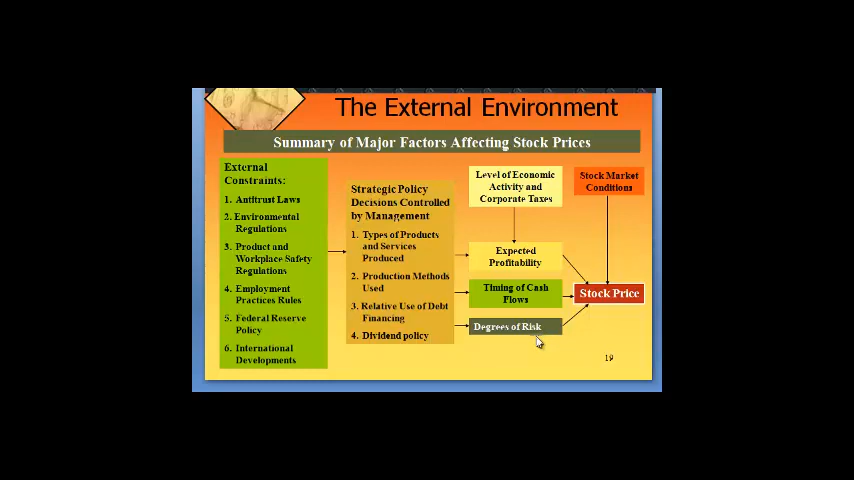 The External Environment
Summary of Major Factors Affecting Stock Prices
External
Constraints:
1. Antitrust Laws
2. Environmental
Regulations
3. Product and
Workplace Safety
Regulations
4. Employment
Practices Rules
5. Federal Reserve
Policy
6. International
Developments
Strategic Policy
Decisions Controlled
by Management
1. Types of Products
and Services
Produced
2. Production Methods
Used
3. Relative Use of Debt
Financing
4. Dividend policy
Level of Economic
Activity and
Corporate Taxes
Expected
Profitability
Timing of Cash
Flows
Degrees of Risk
Stock Market
Conditions
Stock Price
19